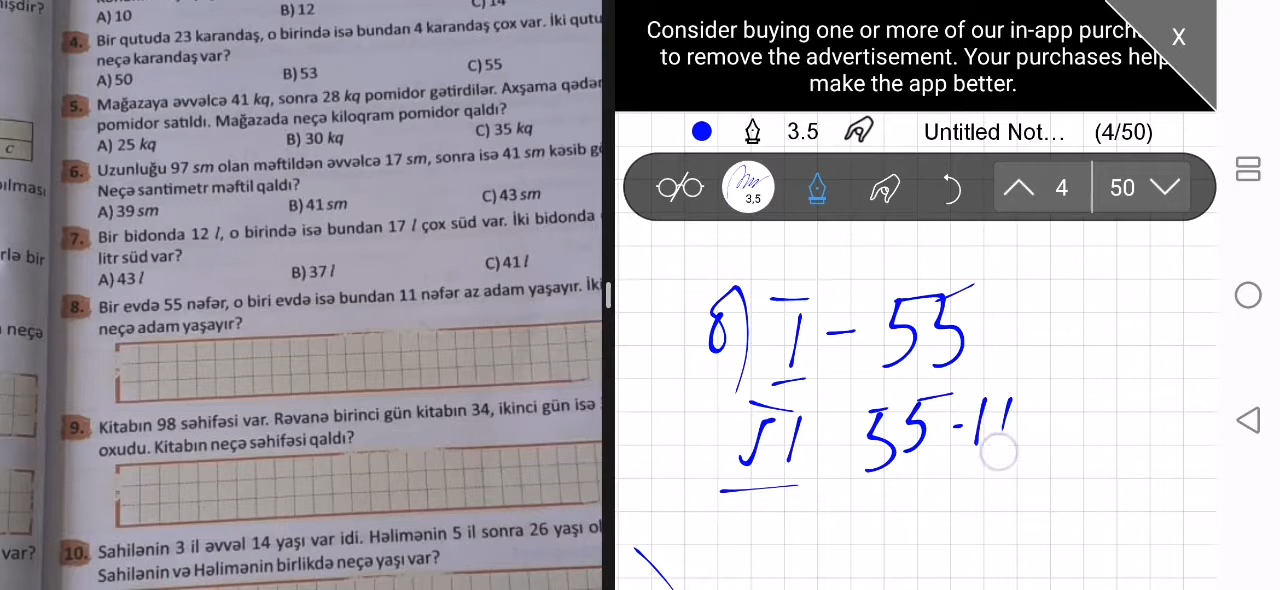 nişdir?
A) 10
B) 12
C) 14
4. Bir qutuda 23 karandaş, o birində isə bundan 4 karandaş çox var. İki qutu
neçə karandaş var?
A) 50
B) 53
C) 55
5. Mağazaya əvvəlcə 41 kq, sonra 28 kq pomidor gətirdilər. Axşama qədər
pomidor satıldı. Mağazada neçə kiloqram pomidor qaldı?
A) 25 kq
B) 30 kq
C) 35 kq
6. Uzunluğu 97 sm olan məftildən əvvəlcə 17 sm, sonra isə 41 sm kəsib g
Neçə santimetr məftil qaldı?
A) 39 sm
B) 41 sm
C) 43 sm
7. Bir bidonda 12 l, o birində isə bundan 17 l çox süd var. İki bidonda
litr süd var?
A) 43 l
B) 37 l
C) 41 l
8. Bir evdə 55 nəfər, o biri evdə isə bundan 11 nəfər az adam yaşayır. İki
neçə adam yaşayır?
9. Kitabın 98 səhifəsi var. Rəvanə birinci gün kitabın 34, ikinci gün isə
oxudu. Kitabın neçə səhifəsi qaldı?
10. Sahilənin 3 il əvvəl 14 yaşı var idi. Həlimənin 5 il sonra 26 yaşı ol
Sahilənin və Həlimənin birlikdə neçə yaşı var?
c
ılması
rlə bir
neçə
var?
Consider buying one or more of our in-app purch
to remove the advertisement. Your purchases help
make the app better.
X
3.5 Untitled Not... (4/50)
3,5 4 50
8) I - 55
II 55-11